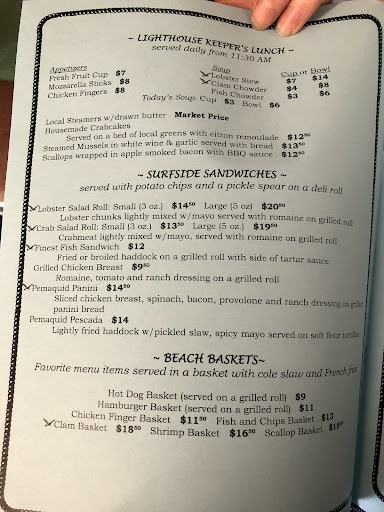 ~ LIGHTHOUSE KEEPER'S LUNCH ~
served daily from 11:30 AM
Appetizers Soup Cup or Bowl
Fresh Fruit Cup $7 Lobster Stew $7 $14
Mozzarella Sticks $8 Clam Chowder $4 $8
Chicken Fingers $8 Fish Chowder $3 $6
Today's Soup: Cup $3 Bowl $6
Local Steamers w/drawn butter Market Price
Housemade Crabcakes
Served on a bed of local greens with citron remoulade $12⁵⁰
Steamed Mussels in white wine & garlic served with bread $13⁵⁰
Scallops wrapped in apple smoked bacon with BBQ sauce $12⁵⁰
~ SURFSIDE SANDWICHES ~
served with potato chips and a pickle spear on a deli roll
Lobster Salad Roll: Small (3 oz.) $14⁵⁰ Large (5 oz) $20⁵⁰
Lobster chunks lightly mixed w/mayo served with romaine on grilled roll
Crab Salad Roll: Small (3 oz.) $13⁵⁰ Large (5 oz.) $19⁵⁰
Crabmeat lightly mixed w/mayo, served with romaine on grilled roll
Finest Fish Sandwich $12
Fried or broiled haddock on a grilled roll with side of tartar sauce
Grilled Chicken Breast $9⁵⁰
Romaine, tomato and ranch dressing on a grilled roll
Pemaquid Panini $14⁵⁰
Sliced chicken breast, spinach, bacon, provolone and ranch dressing on grilled
panini bread
Pemaquid Pescada $14
Lightly fried haddock w/pickled slaw, spicy mayo served on soft flour tortillas
~ BEACH BASKETS~
Favorite menu items served in a basket with cole slaw and French fries
Hot Dog Basket (served on a grilled roll) $9
Hamburger Basket (served on a grilled roll) $11
Chicken Finger Basket $11⁵⁰ Fish and Chips Basket $13
Clam Basket $18⁵⁰ Shrimp Basket $16⁵⁰ Scallop Basket